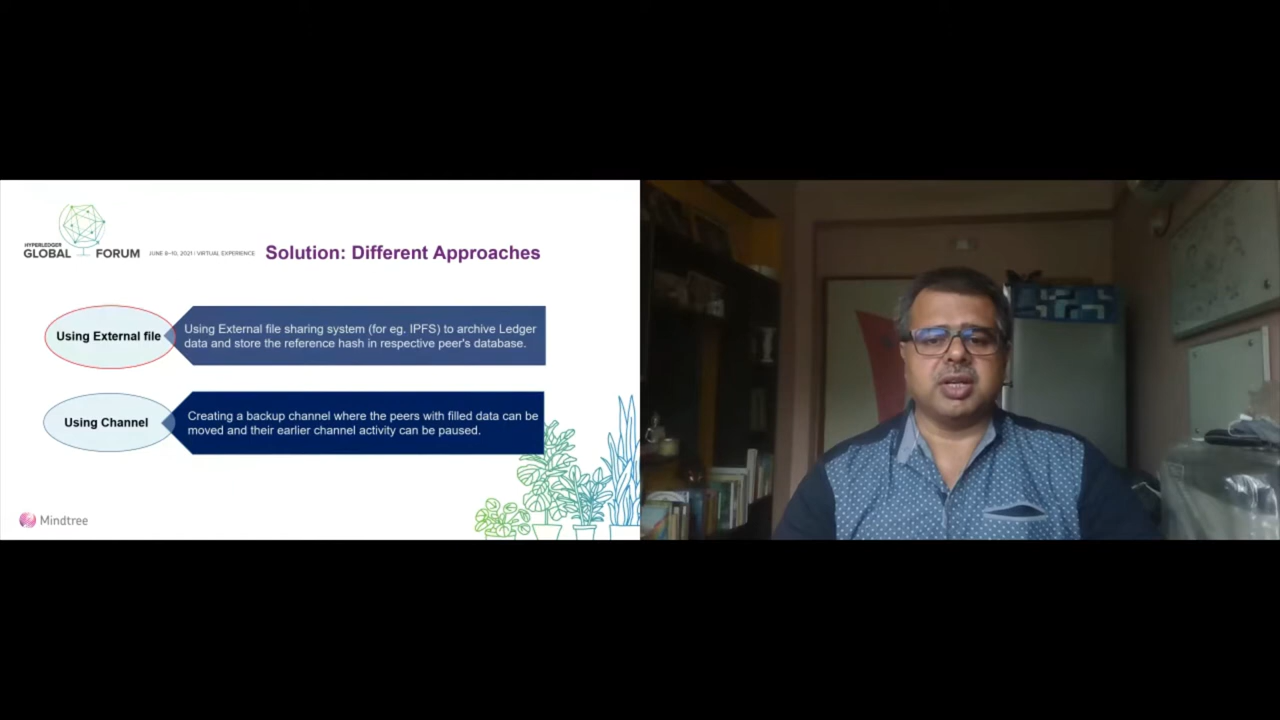 HYPERLEDGER
GLOBAL FORUM
JUNE 8–10, 2021 | VIRTUAL EXPERIENCE
Solution: Different Approaches
Using External file
Using External file sharing system (for eg. IPFS) to archive Ledger
data and store the reference hash in respective peer's database.
Using Channel
Creating a backup channel where the peers with filled data can be
moved and their earlier channel activity can be paused.
Mindtree